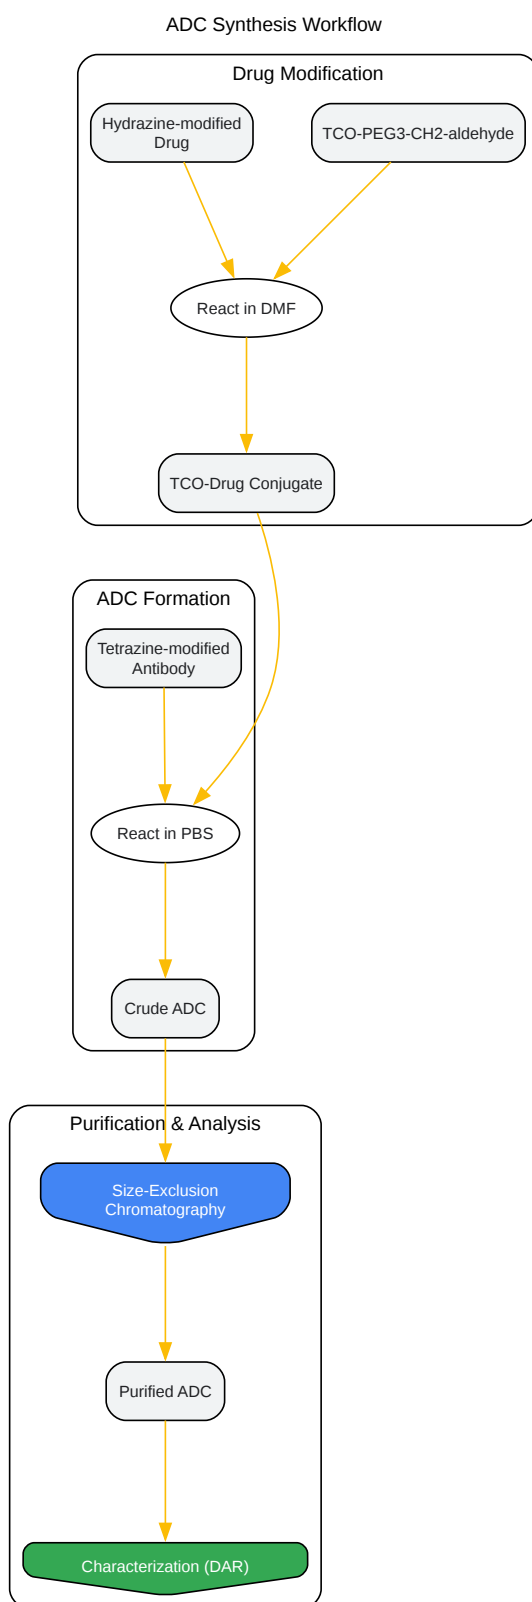 ADC Synthesis Workflow
Drug Modification
Hydrazine-modified
Drug
TCO-PEG3-CH2-aldehyde
React in DMF
TCO-Drug Conjugate
ADC Formation
Tetrazine-modified
Antibody
React in PBS
Crude ADC
Purification & Analysis
Size-Exclusion
Chromatography
Purified ADC
Characterization (DAR)